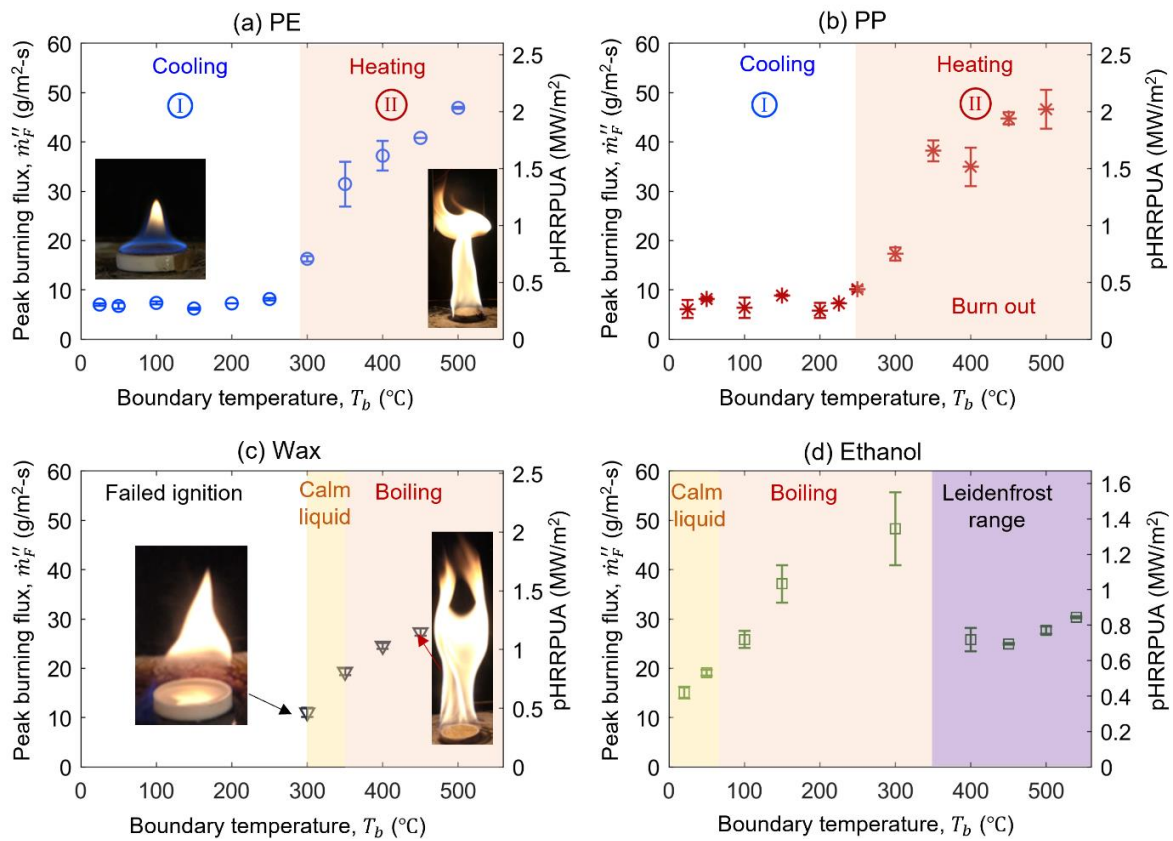 (a) PE
Peak burning flux, ṁ″_F (g/m²-s)
60
50
40
30
20
10
0
Cooling
Heating
I
II
2.5
2
1.5
1
0.5
0
pHRRPUA (MW/m²)
0 100 200 300 400 500
Boundary temperature, T_b (°C)
(b) PP
Peak burning flux, ṁ″_F (g/m²-s)
60
50
40
30
20
10
0
Cooling
Heating
I
II
Burn out
2.5
2
1.5
1
0.5
0
pHRRPUA (MW/m²)
0 100 200 300 400 500
Boundary temperature, T_b (°C)
(c) Wax
Peak burning flux, ṁ″_F (g/m²-s)
60
50
40
30
20
10
0
Failed ignition
Calm
liquid
Boiling
2.5
2
1.5
1
0.5
0
pHRRPUA (MW/m²)
0 100 200 300 400 500
Boundary temperature, T_b (°C)
(d) Ethanol
Peak burning flux, ṁ″_F (g/m²-s)
60
50
40
30
20
10
0
Calm
liquid
Boiling
Leidenfrost
range
1.6
1.4
1.2
1
0.8
0.6
0.4
0.2
0
pHRRPUA (MW/m²)
0 100 200 300 400 500
Boundary temperature, T_b (°C)